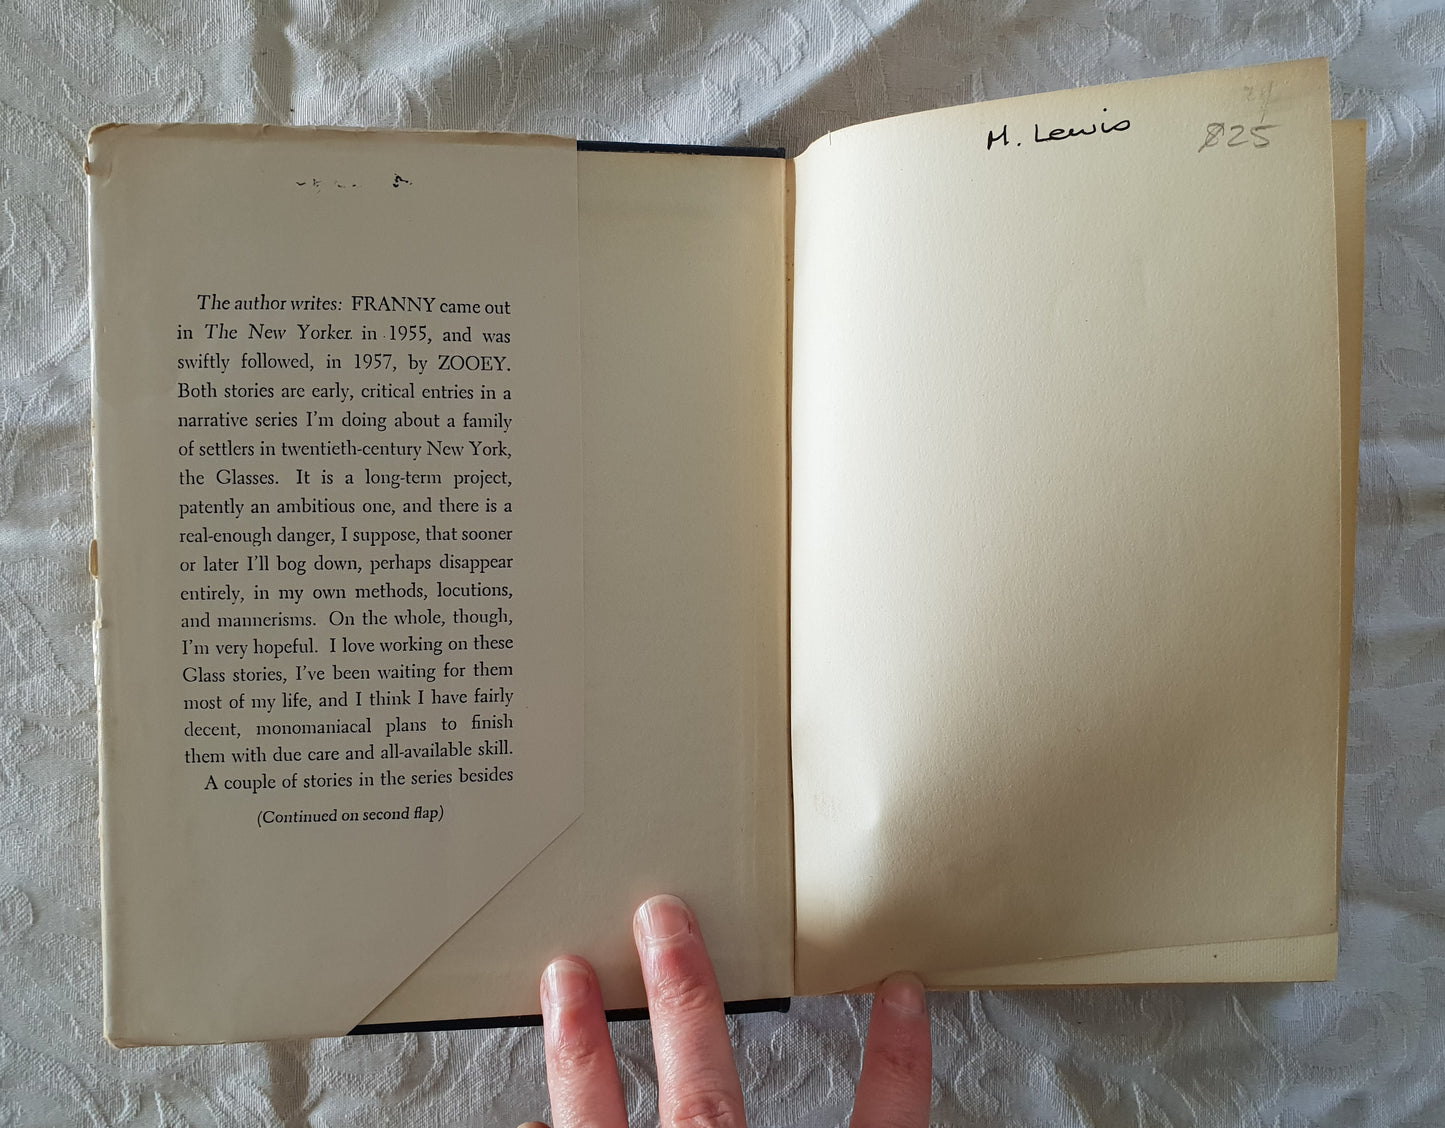 The author writes: FRANNY came out
in The New Yorker in 1955, and was
swiftly followed, in 1957, by ZOOEY.
Both stories are early, critical entries in a
narrative series I'm doing about a family
of settlers in twentieth-century New York,
the Glasses. It is a long-term project,
patently an ambitious one, and there is a
real-enough danger, I suppose, that sooner
or later I'll bog down, perhaps disappear
entirely, in my own methods, locutions,
and mannerisms. On the whole, though,
I'm very hopeful. I love working on these
Glass stories, I've been waiting for them
most of my life, and I think I have fairly
decent, monomaniacal plans to finish
them with due care and all-available skill.
A couple of stories in the series besides
(Continued on second flap)
M. Lewis
$25